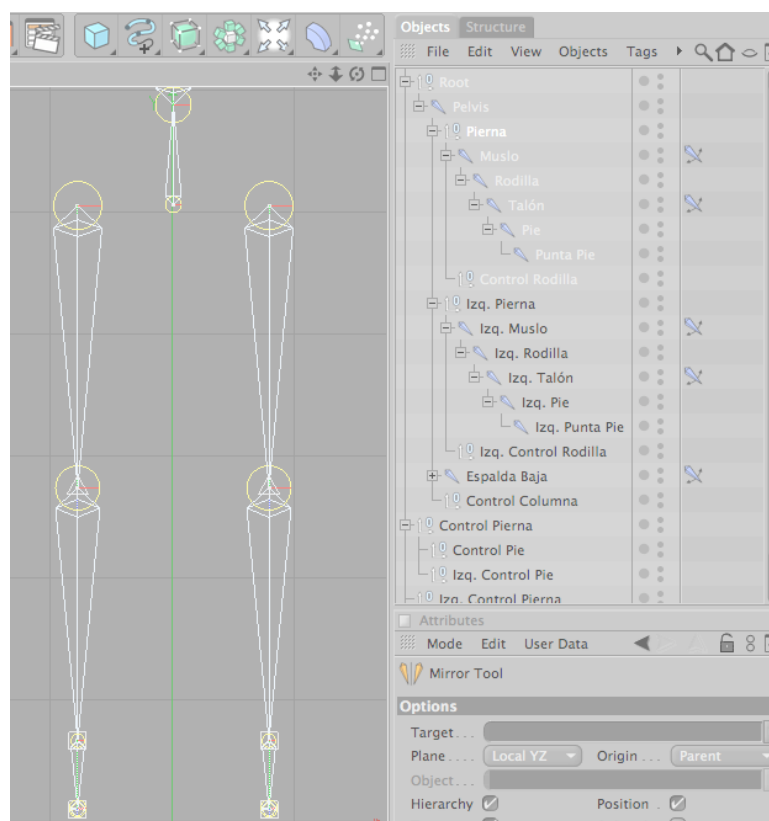 Objects Structure
File Edit View Objects Tags
Root
Pelvis
Pierna
Muslo
Rodilla
Talón
Pie
Punta Pie
Control Rodilla
Izq. Pierna
Izq. Muslo
Izq. Rodilla
Izq. Talón
Izq. Pie
Izq. Punta Pie
Izq. Control Rodilla
Espalda Baja
Control Columna
Control Pierna
Control Pie
Izq. Control Pie
Izq. Control Pierna
Attributes
Mode Edit User Data
Mirror Tool
Options
Target . . .
Plane . . . . Local YZ Origin . . . Parent
Object . . .
Hierarchy Position .